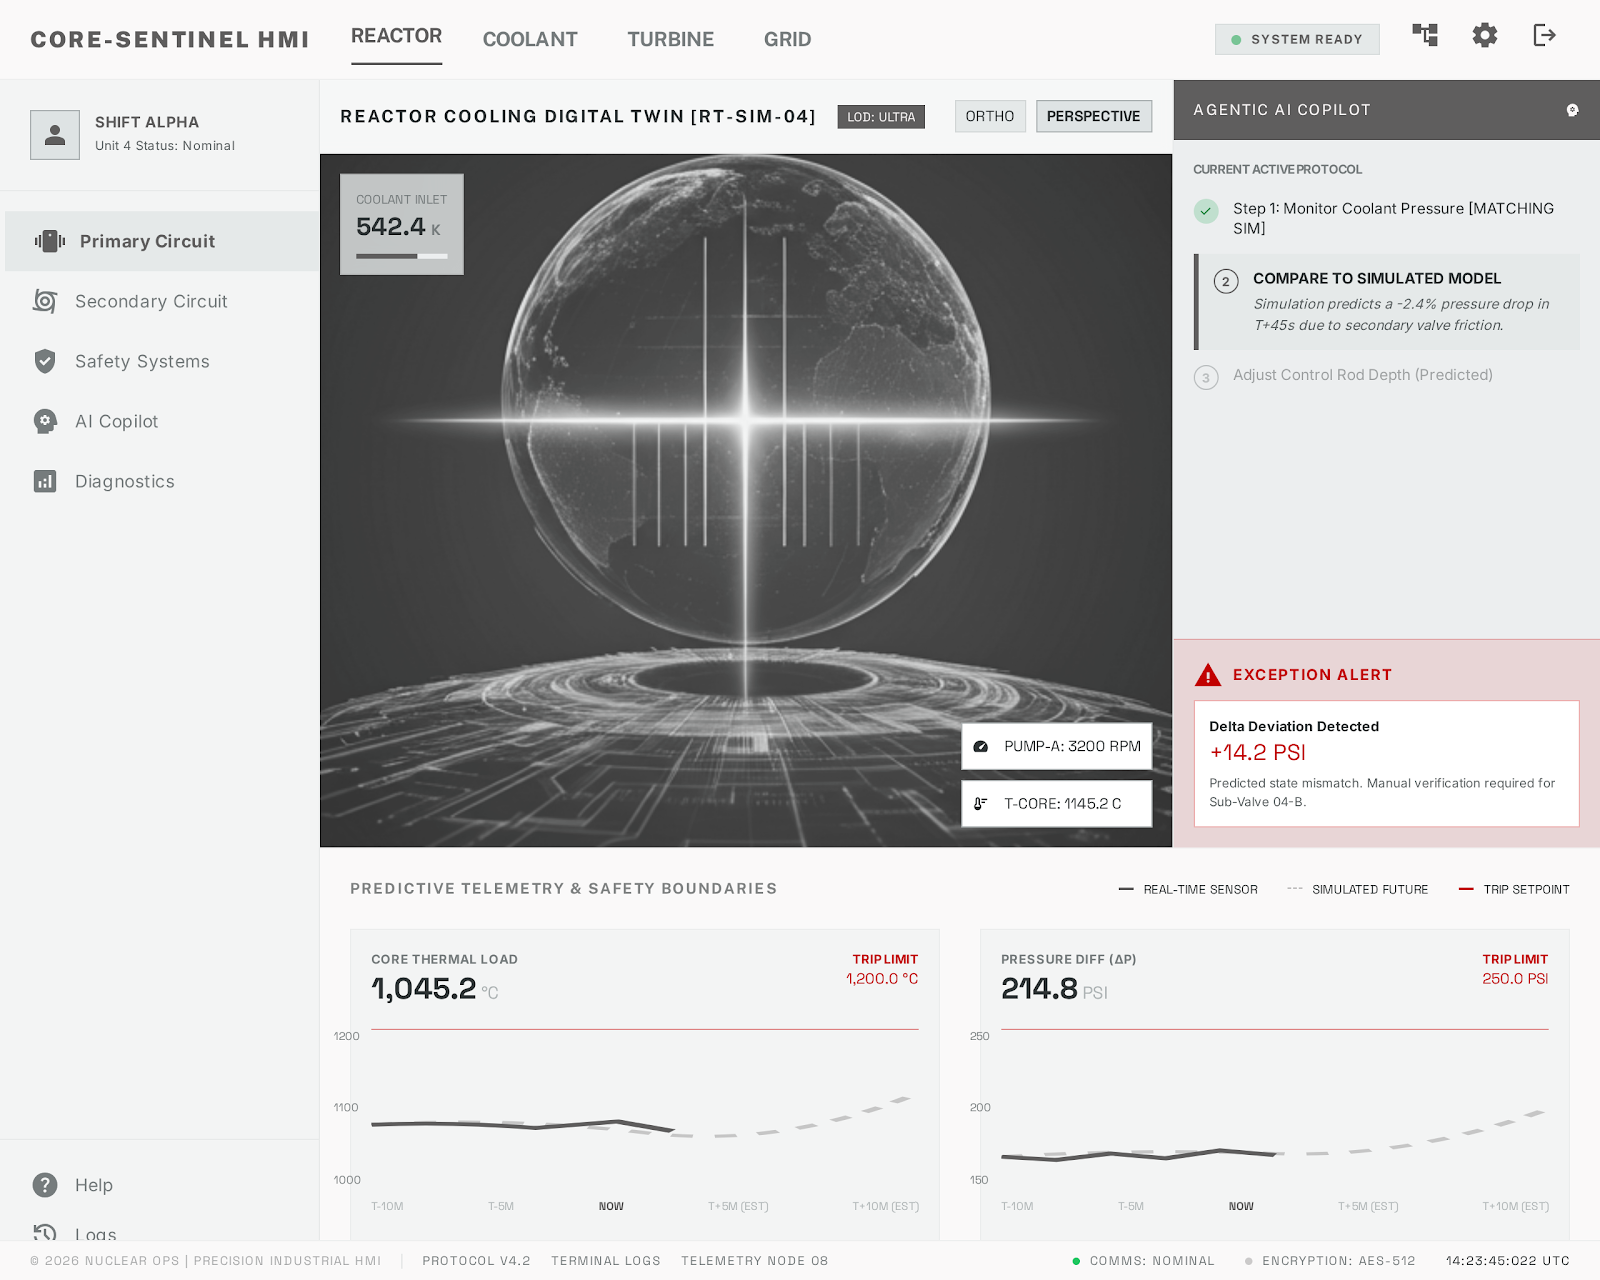 CORE-SENTINEL HMI
REACTOR
COOLANT
TURBINE
GRID
SYSTEM READY
SHIFT ALPHA
Unit 4 Status: Nominal
Primary Circuit
Secondary Circuit
Safety Systems
AI Copilot
Diagnostics
Help
Logs
REACTOR COOLING DIGITAL TWIN [RT-SIM-04]
LOD: ULTRA
ORTHO
PERSPECTIVE
COOLANT INLET
542.4 K
PUMP-A: 3200 RPM
T-CORE: 1145.2 C
AGENTIC AI COPILOT
CURRENT ACTIVE PROTOCOL
Step 1: Monitor Coolant Pressure [MATCHING
SIM]
2
COMPARE TO SIMULATED MODEL
Simulation predicts a -2.4% pressure drop in
T+45s due to secondary valve friction.
3
Adjust Control Rod Depth (Predicted)
EXCEPTION ALERT
Delta Deviation Detected
+14.2 PSI
Predicted state mismatch. Manual verification required for
Sub-Valve 04-B.
PREDICTIVE TELEMETRY & SAFETY BOUNDARIES
REAL-TIME SENSOR
SIMULATED FUTURE
TRIP SETPOINT
CORE THERMAL LOAD
1,045.2 °C
TRIP LIMIT
1,200.0 °C
1200
1100
1000
T-10M
T-5M
NOW
T+5M (EST)
T+10M (EST)
PRESSURE DIFF (ΔP)
214.8 PSI
TRIP LIMIT
250.0 PSI
250
200
150
T-10M
T-5M
NOW
T+5M (EST)
T+10M (EST)
© 2026 NUCLEAR OPS | PRECISION INDUSTRIAL HMI
PROTOCOL V4.2
TERMINAL LOGS
TELEMETRY NODE 08
COMMS: NOMINAL
ENCRYPTION: AES-512
14:23:45:022 UTC